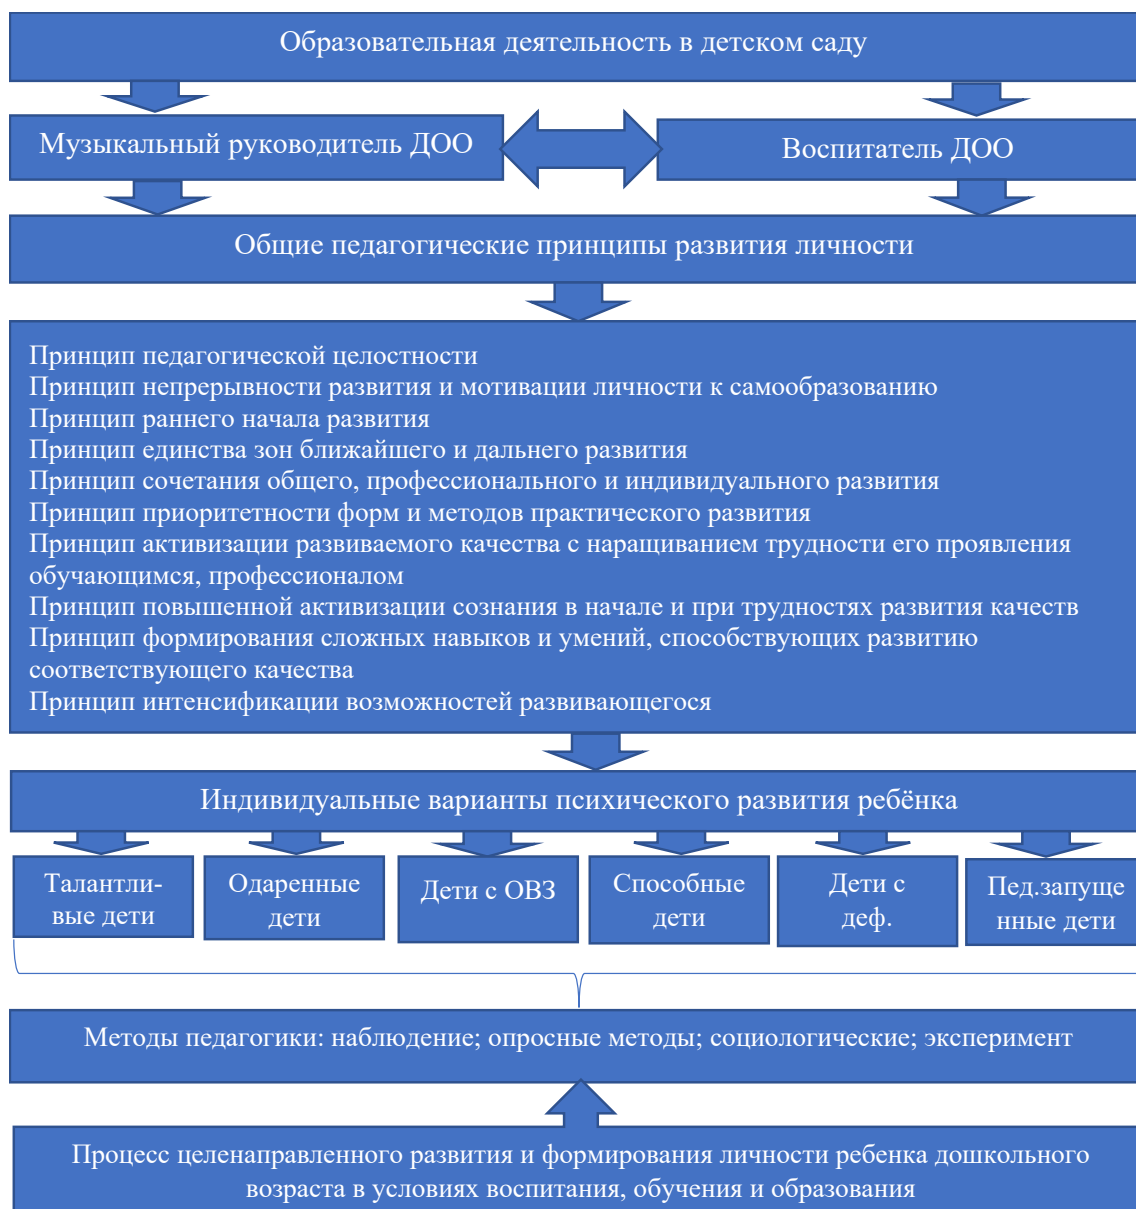 Образовательная деятельность в детском саду
Музыкальный руководитель ДОО
Воспитатель ДОО
Общие педагогические принципы развития личности
Принцип педагогической целостности
Принцип непрерывности развития и мотивации личности к самообразованию
Принцип раннего начала развития
Принцип единства зон ближайшего и дальнего развития
Принцип сочетания общего, профессионального и индивидуального развития
Принцип приоритетности форм и методов практического развития
Принцип активизации развиваемого качества с наращиванием трудности его проявления
обучающимся, профессионалом
Принцип повышенной активизации сознания в начале и при трудностях развития качеств
Принцип формирования сложных навыков и умений, способствующих развитию
соответствующего качества
Принцип интенсификации возможностей развивающегося
Индивидуальные варианты психического развития ребёнка
Талантли-
вые дети
Одаренные
дети
Дети с ОВЗ
Способные
дети
Дети с
деф.
Пед.запуще
нные дети
Методы педагогики: наблюдение; опросные методы; социологические; эксперимент
Процесс целенаправленного развития и формирования личности ребенка дошкольного
возраста в условиях воспитания, обучения и образования